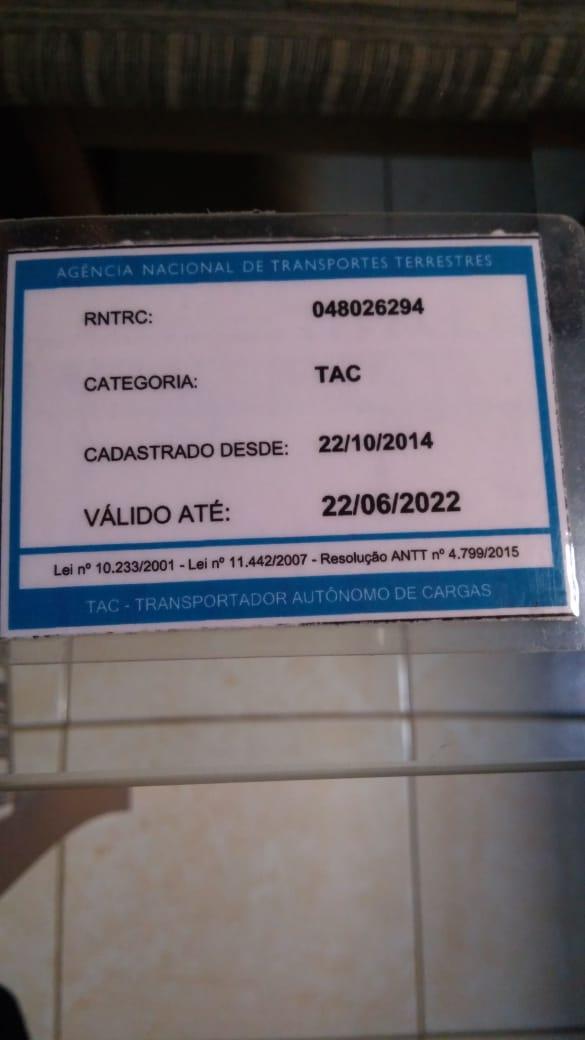 AGÊNCIA NACIONAL DE TRANSPORTES TERRESTRES
RNTRC: 048026294
CATEGORIA: TAC
CADASTRADO DESDE: 22/10/2014
VÁLIDO ATÉ: 22/06/2022
Lei nº 10.233/2001 - Lei nº 11.442/2007 - Resolução ANTT nº 4.799/2015
TAC - TRANSPORTADOR AUTÔNOMO DE CARGAS